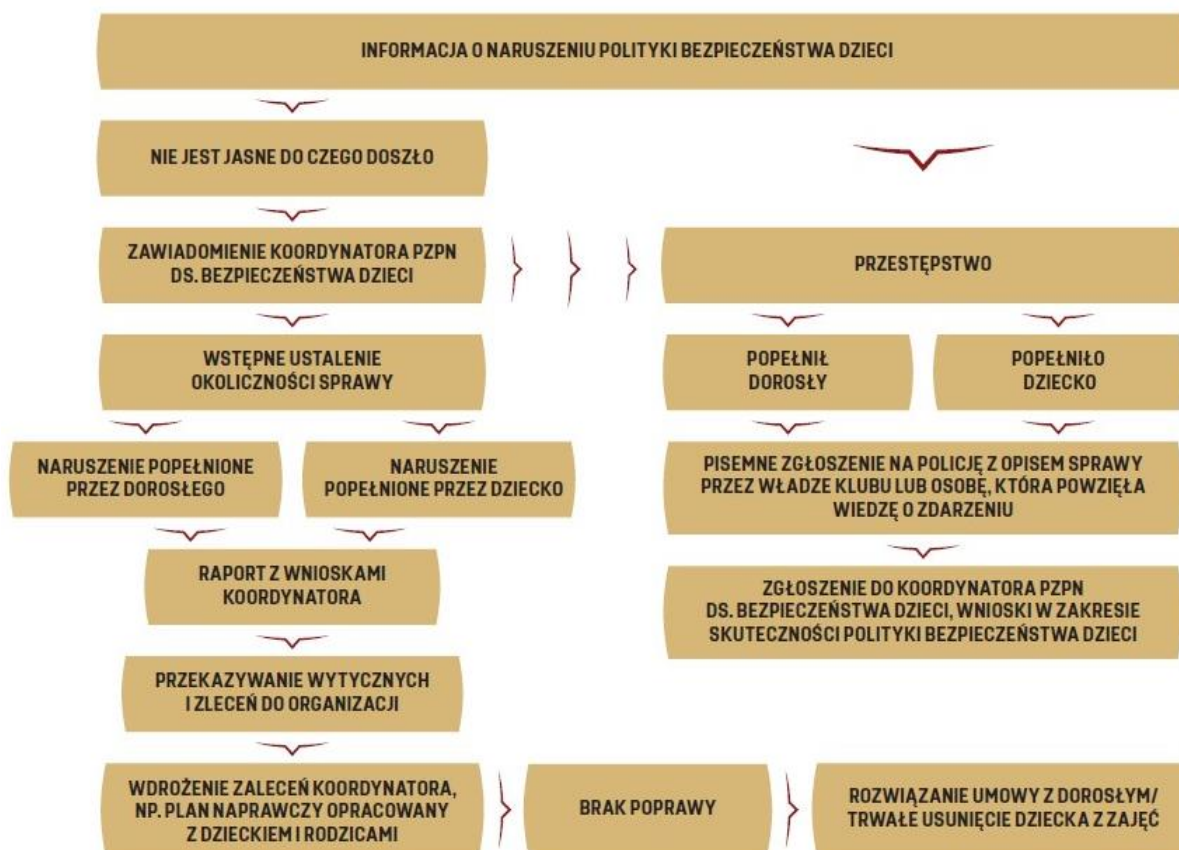 INFORMACJA O NARUSZENIU POLITYKI BEZPIECZEŃSTWA DZIECI
NIE JEST JASNE DO CZEGO DOSZŁO
ZAWIADOMIENIE KOORDYNATORA PZPN
DS. BEZPIECZEŃSTWA DZIECI
PRZESTĘPSTWO
WSTĘPNE USTALENIE
OKOLICZNOŚCI SPRAWY
POPEŁNIŁ
DOROSŁY
POPEŁNIŁO
DZIECKO
NARUSZENIE POPEŁNIONE
PRZEZ DOROSŁEGO
NARUSZENIE
POPEŁNIONE PRZEZ DZIECKO
PISEMNE ZGŁOSZENIE NA POLICJĘ Z OPISEM SPRAWY
PRZEZ WŁADZE KLUBU LUB OSOBĘ, KTÓRA POWZIĘŁA
WIEDZĘ O ZDARZENIU
RAPORT Z WNIOSKAMI
KOORDYNATORA
ZGŁOSZENIE DO KOORDYNATORA PZPN
DS. BEZPIECZEŃSTWA DZIECI, WNIOSKI W ZAKRESIE
SKUTECZNOŚCI POLITYKI BEZPIECZEŃSTWA DZIECI
PRZEKAZYWANIE WYTYCZNYCH
I ZLECEŃ DO ORGANIZACJI
WDROŻENIE ZALECEŃ KOORDYNATORA,
NP. PLAN NAPRAWCZY OPRACOWANY
Z DZIECKIEM I RODZICAMI
BRAK POPRAWY
ROZWIĄZANIE UMOWY Z DOROSŁYM/
TRWAŁE USUNIĘCIE DZIECKA Z ZAJĘĆ